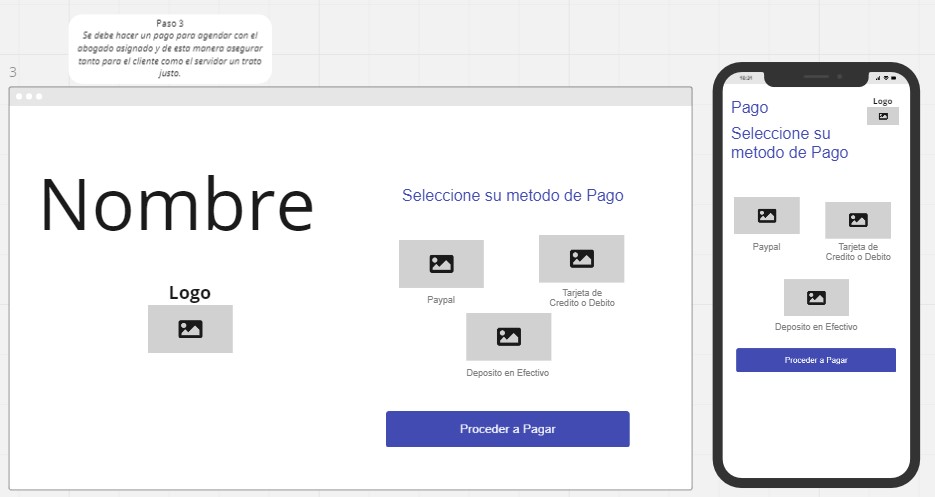 Paso 3
Se debe hacer un pago para agendar con el
abogado asignado y de esta manera asegurar
tanto para el cliente como el servidor un trato
justo.
3
Nombre
Logo
Seleccione su metodo de Pago
Paypal
Tarjeta de
Credito o Debito
Deposito en Efectivo
Proceder a Pagar
10:21
Pago
Logo
Seleccione su
metodo de Pago
Paypal
Tarjeta de
Credito o Debito
Deposito en Efectivo
Proceder a Pagar